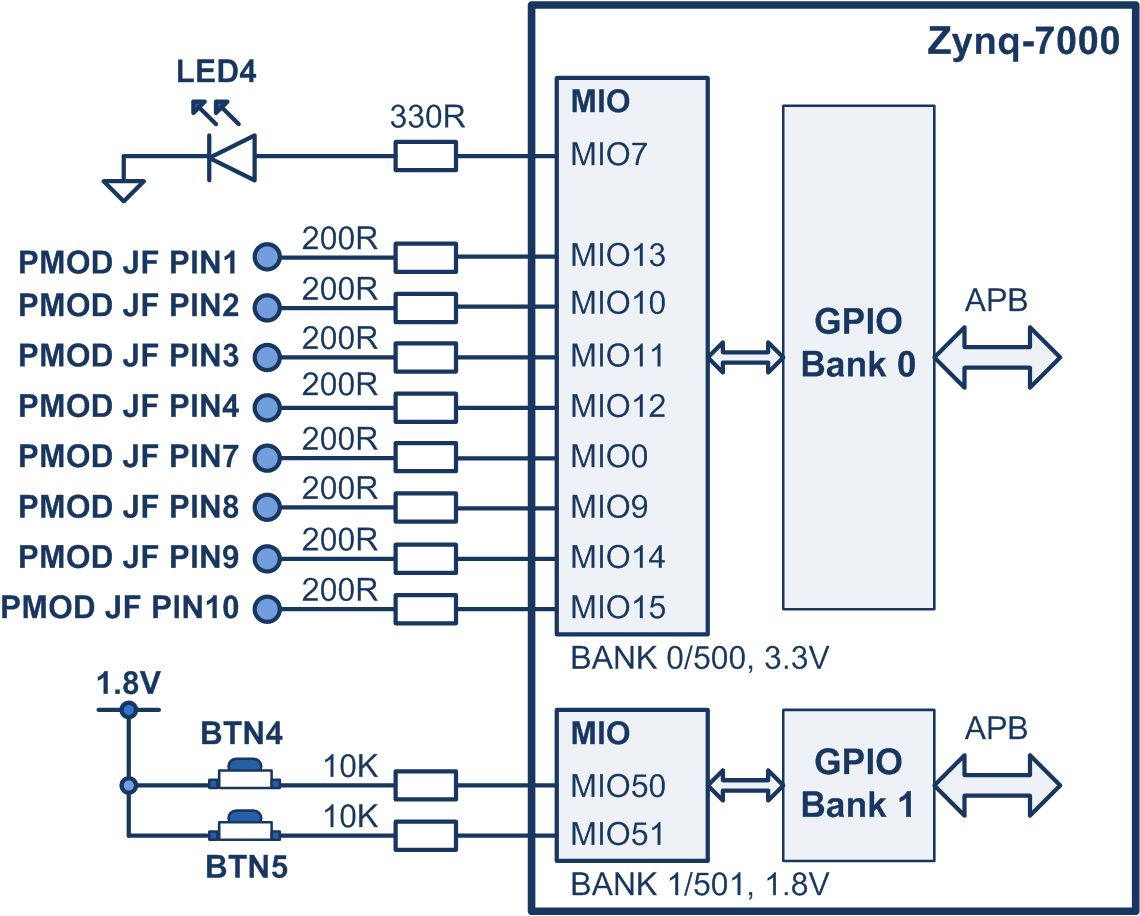 Zynq-7000
LED4
330R
MIO
MIO7
PMOD JF PIN1
200R
MIO13
PMOD JF PIN2
200R
MIO10
PMOD JF PIN3
200R
MIO11
PMOD JF PIN4
200R
MIO12
PMOD JF PIN7
200R
MIO0
PMOD JF PIN8
200R
MIO9
PMOD JF PIN9
200R
MIO14
PMOD JF PIN10
200R
MIO15
GPIO
Bank 0
APB
BANK 0/500, 3.3V
1.8V
BTN4
10K
MIO
MIO50
BTN5
10K
MIO51
GPIO
Bank 1
APB
BANK 1/501, 1.8V